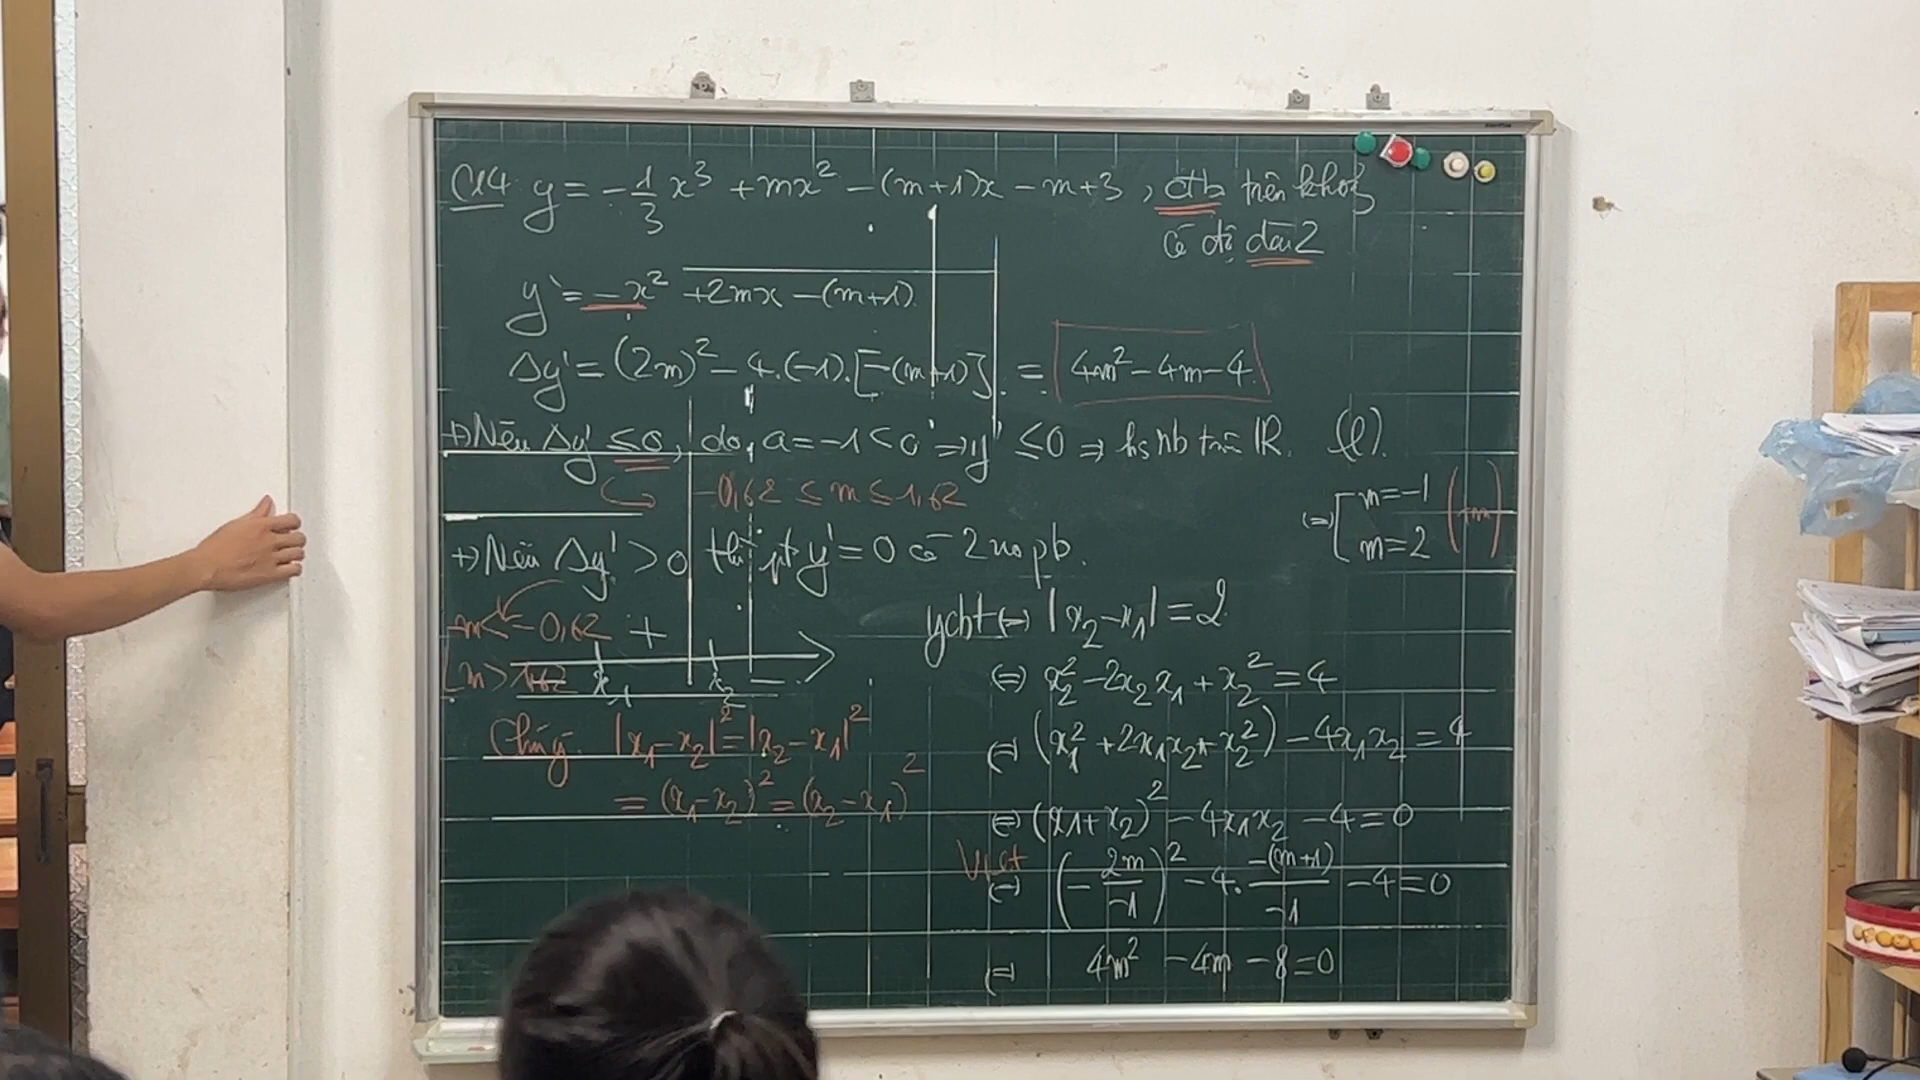 C14 y = -1/3 x³ + mx² - (m+1)x - m+3 , đb trên khoảg
có độ dài 2
y' = -x² + 2mx - (m+1)
Δy' = (2m)² - 4.(-1).[-(m+1)] = 4m² - 4m - 4
+) Nếu Δy' ≤ 0, do a = -1 < 0 ⇒ y' ≤ 0 ⇒ hs nb trên ℝ. (l).
↪ -0,62 ≤ m ≤ 1,62
+) Nếu Δy' > 0 thì pt y' = 0 có 2 no pb.
m < -0,62
m > 1,62
- + -
x₁ x₂
Chú ý: |x₁ - x₂|² = |x₂ - x₁|²
= (x₁ - x₂)² = (x₂ - x₁)²
ycbt ⇔ |x₂ - x₁| = 2
⇔ x₂² - 2x₂x₁ + x₂² = 4
⇔ (x₁² + 2x₁x₂ + x₂²) - 4x₁x₂ = 4
⇔ (x₁ + x₂)² - 4x₁x₂ - 4 = 0
Viet
⇔ (- 2m/-1)² - 4. -(m+1)/-1 - 4 = 0
⇔ 4m² - 4m - 8 = 0
⇔ [ m = -1
m = 2 (tm)